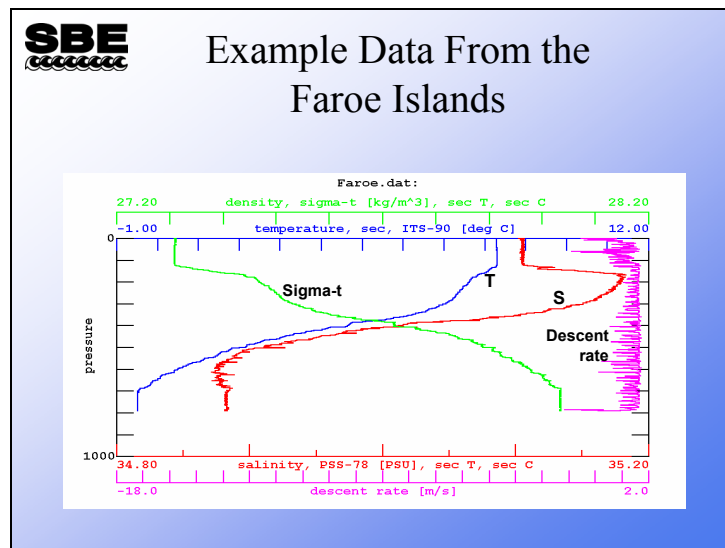 SBE
Example Data From the
Faroe Islands
Faroe.dat:
27.20 density, sigma-t [kg/m^3], sec T, sec C 28.20
-1.00 temperature, sec, ITS-90 [deg C] 12.00
0
T
Sigma-t
S
Descent
rate
pressure
1000
34.80 salinity, PSS-78 [PSU], sec T, sec C 35.20
-18.0 descent rate [m/s] 2.0